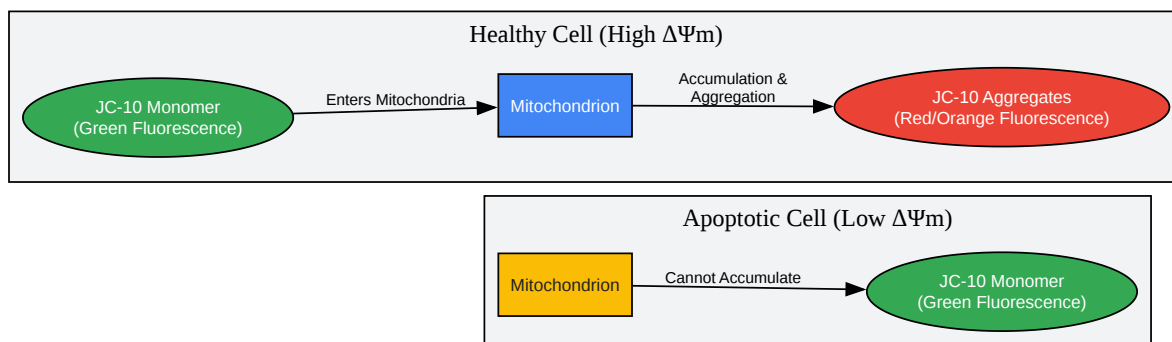 Healthy Cell (High ΔΨm)
JC-10 Monomer
(Green Fluorescence)
Enters Mitochondria
Mitochondrion
Accumulation &
Aggregation
JC-10 Aggregates
(Red/Orange Fluorescence)
Apoptotic Cell (Low ΔΨm)
Mitochondrion
Cannot Accumulate
JC-10 Monomer
(Green Fluorescence)